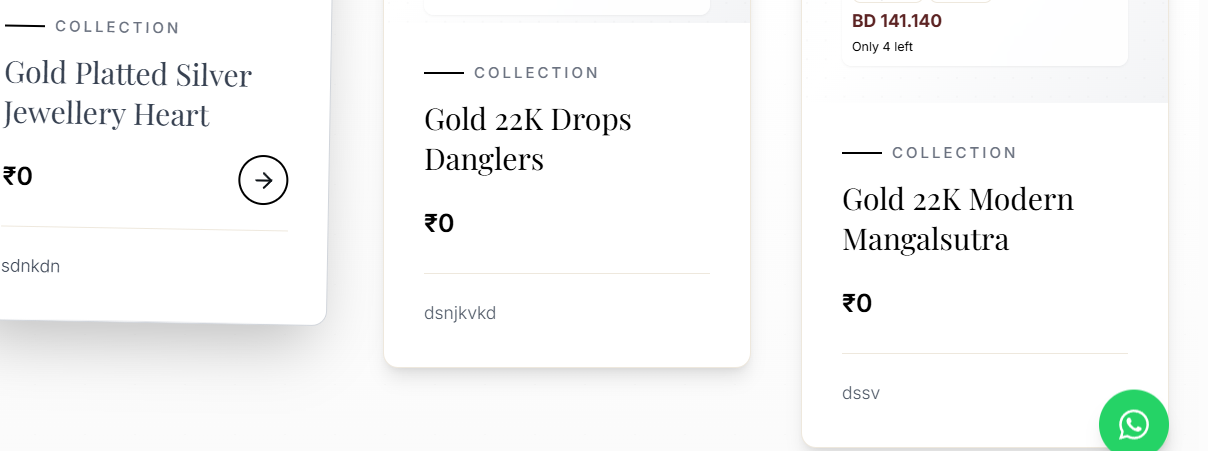 COLLECTION
Gold Platted Silver
Jewellery Heart
₹0
sdnkdn
COLLECTION
Gold 22K Drops
Danglers
₹0
dsnjkvkd
BD 141.140
Only 4 left
COLLECTION
Gold 22K Modern
Mangalsutra
₹0
dssv